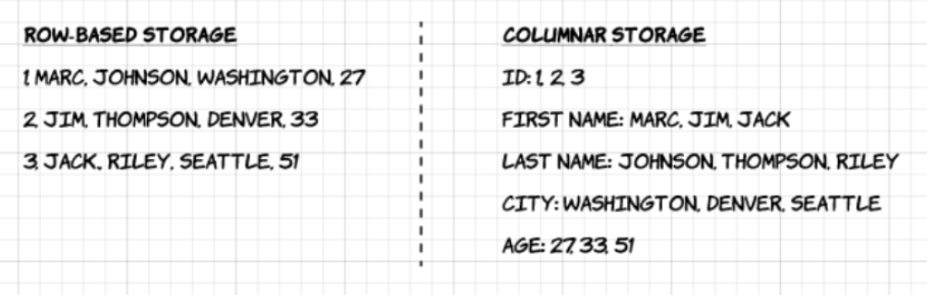 ROW-BASED STORAGE
1, MARC, JOHNSON, WASHINGTON, 27
2, JIM, THOMPSON, DENVER, 33
3, JACK, RILEY, SEATTLE, 51
COLUMNAR STORAGE
ID: 1, 2, 3
FIRST NAME: MARC, JIM, JACK
LAST NAME: JOHNSON, THOMPSON, RILEY
CITY: WASHINGTON, DENVER, SEATTLE
AGE: 27, 33, 51